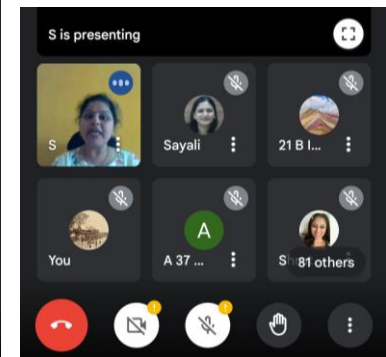 S is presenting
S
Sayali
21 B I...
You
A
A 37 ...
S
81 others